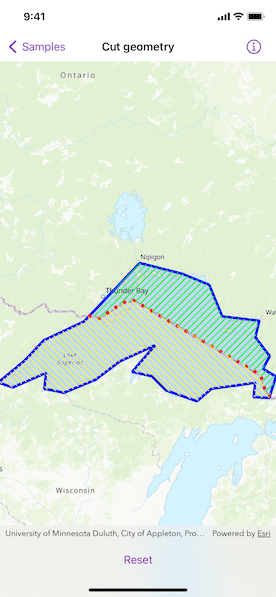 9:41
Samples
Cut geometry
Ontario
Nipigon
Thunder Bay
Wa
Lake
Superior
s
Wisconsin
University of Minnesota Duluth, City of Appleton, Pro... Powered by Esri
Reset